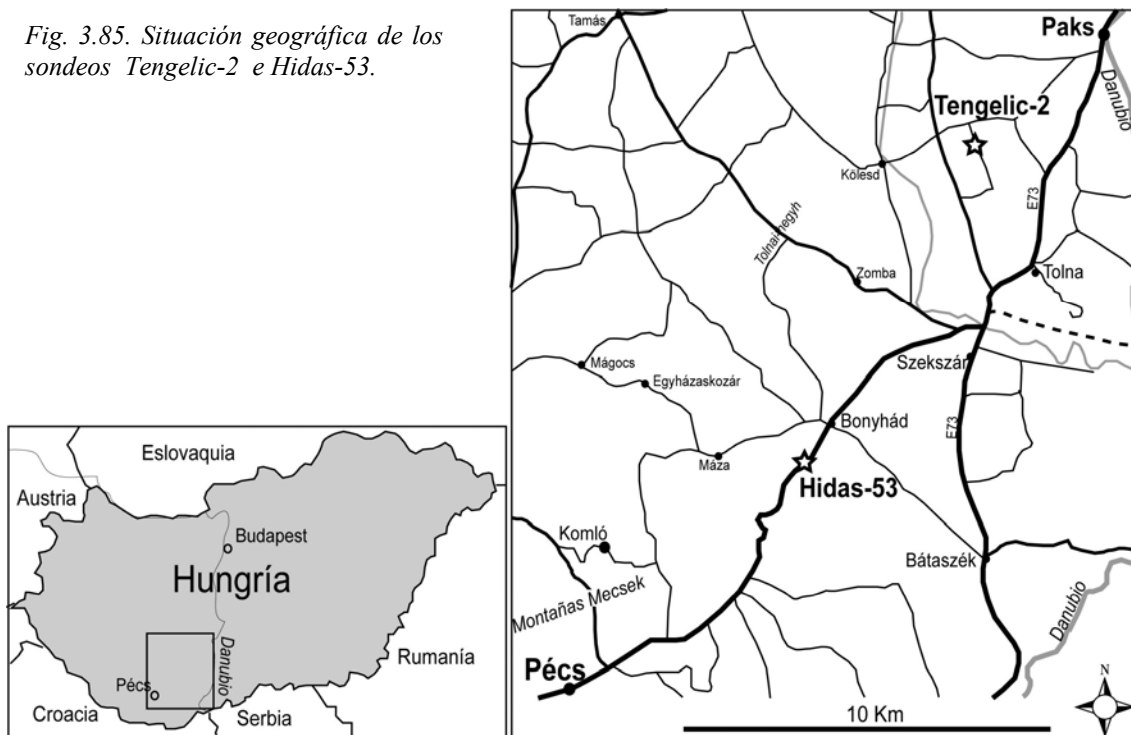 Fig. 3.85. Situación geográfica de los
sondeos Tengelic-2 e Hidas-53.
Tamás
Paks
Danubio
Tengelic-2
Kölesd
E73
Tolnai-hegyh
Zomba
Tolna
Szekszár
Mágocs
Egyházaskozár
Bonyhád
E73
Máza
Hidas-53
Komló
Bátaszék
Montañas Mecsek
Danubio
Pécs
N
10 Km
Eslovaquia
Austria
Budapest
Hungría
Danubio
Rumanía
Pécs
Croacia
Serbia